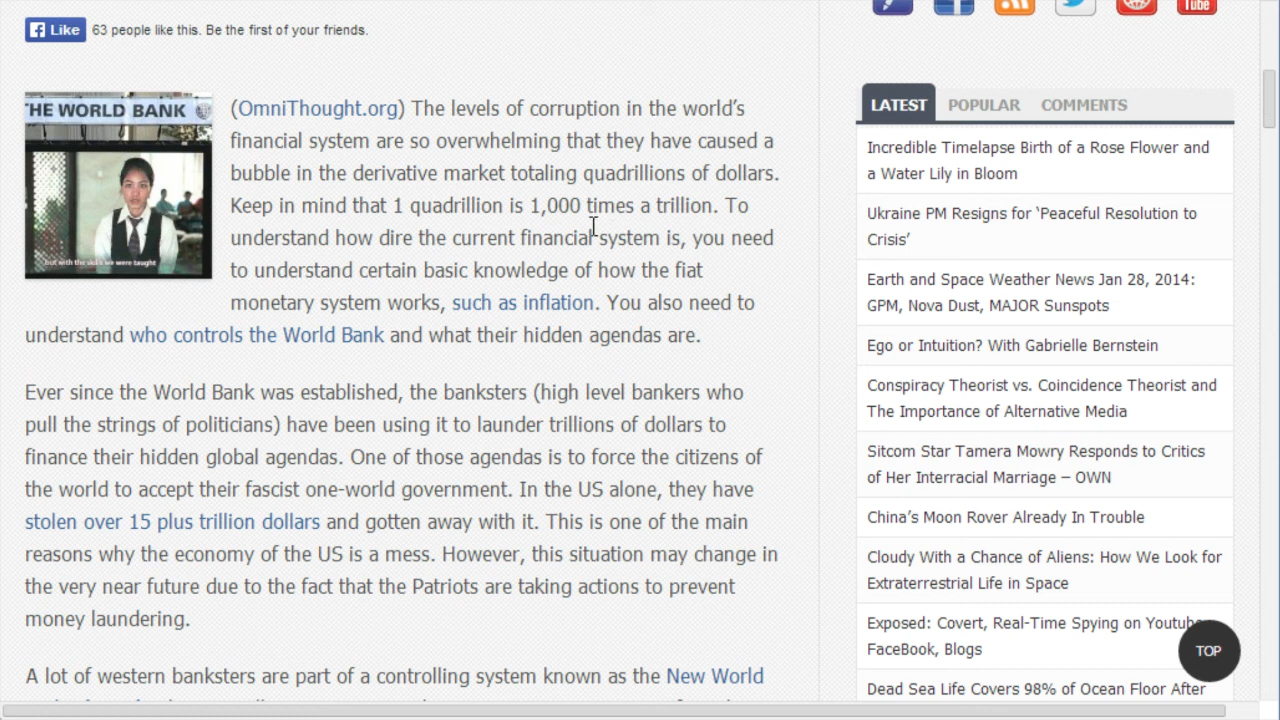 Like 63 people like this. Be the first of your friends.
THE WORLD BANK
but with the skills we were taught
(OmniThought.org) The levels of corruption in the world’s
financial system are so overwhelming that they have caused a
bubble in the derivative market totaling quadrillions of dollars.
Keep in mind that 1 quadrillion is 1,000 times a trillion. To
understand how dire the current financial system is, you need
to understand certain basic knowledge of how the fiat
monetary system works, such as inflation. You also need to
understand who controls the World Bank and what their hidden agendas are.
Ever since the World Bank was established, the banksters (high level bankers who
pull the strings of politicians) have been using it to launder trillions of dollars to
finance their hidden global agendas. One of those agendas is to force the citizens of
the world to accept their fascist one-world government. In the US alone, they have
stolen over 15 plus trillion dollars and gotten away with it. This is one of the main
reasons why the economy of the US is a mess. However, this situation may change in
the very near future due to the fact that the Patriots are taking actions to prevent
money laundering.
A lot of western banksters are part of a controlling system known as the New World
Tube
LATEST POPULAR COMMENTS
Incredible Timelapse Birth of a Rose Flower and
a Water Lily in Bloom
Ukraine PM Resigns for ‘Peaceful Resolution to
Crisis’
Earth and Space Weather News Jan 28, 2014:
GPM, Nova Dust, MAJOR Sunspots
Ego or Intuition? With Gabrielle Bernstein
Conspiracy Theorist vs. Coincidence Theorist and
The Importance of Alternative Media
Sitcom Star Tamera Mowry Responds to Critics
of Her Interracial Marriage – OWN
China’s Moon Rover Already In Trouble
Cloudy With a Chance of Aliens: How We Look for
Extraterrestrial Life in Space
Exposed: Covert, Real-Time Spying on Youtube,
FaceBook, Blogs
Dead Sea Life Covers 98% of Ocean Floor After
TOP